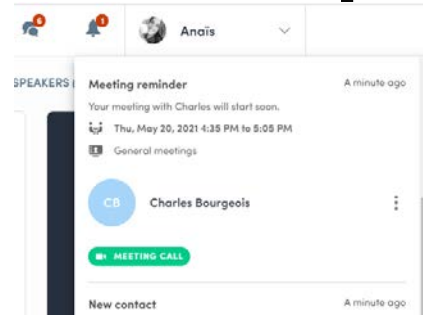 6
1
Anaïs
SPEAKERS (
Meeting reminder
A minute ago
Your meeting with Charles will start soon.
Thu, May 20, 2021 4:35 PM to 5:05 PM
General meetings
CB
Charles Bourgeois
MEETING CALL
New contact
A minute ago